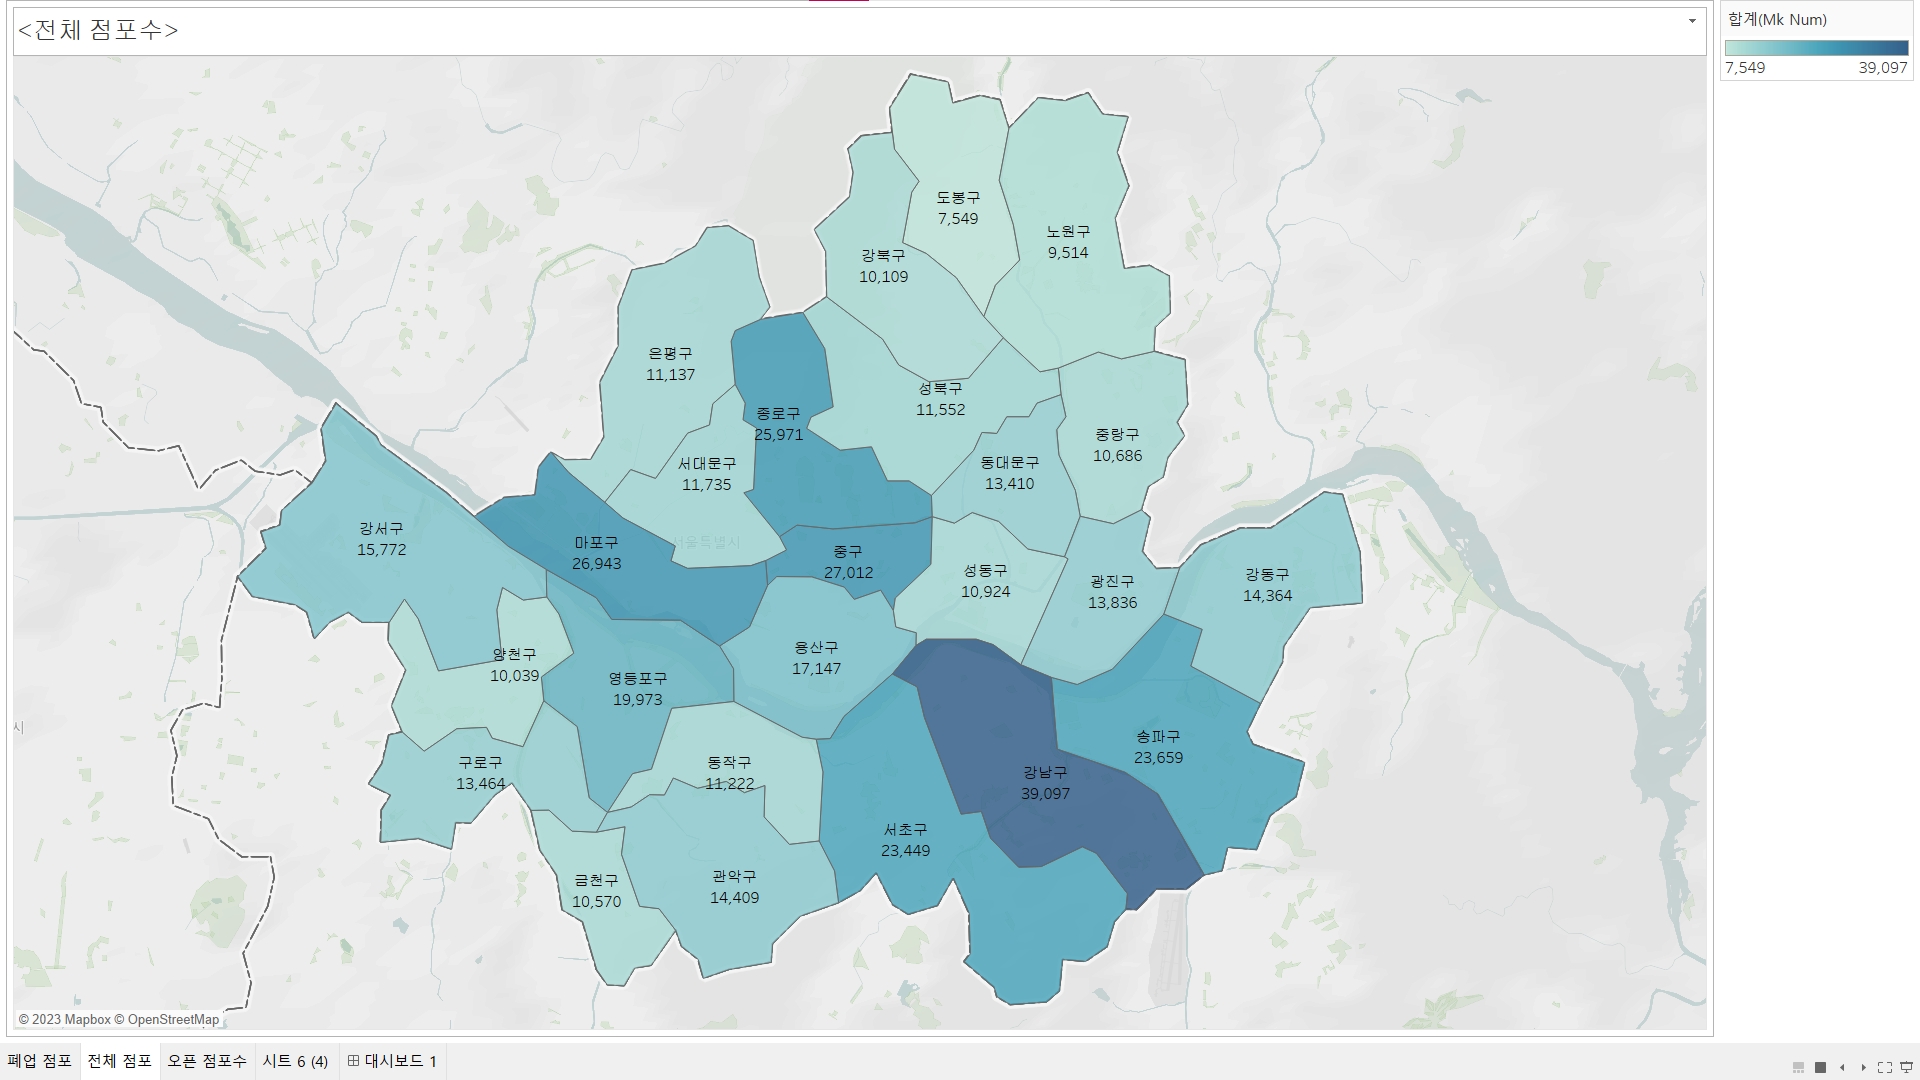 <전체 점포수>
합계(Mk Num)
7,549 39,097
도봉구
7,549
노원구
9,514
강북구
10,109
은평구
11,137
성북구
11,552
종로구
25,971
중랑구
10,686
서대문구
11,735
동대문구
13,410
강서구
15,772
마포구
26,943
서울특별시
중구
27,012
성동구
10,924
광진구
13,836
강동구
14,364
양천구
10,039
용산구
17,147
영등포구
19,973
시
구로구
13,464
동작구
11,222
송파구
23,659
강남구
39,097
서초구
23,449
금천구
10,570
관악구
14,409
© 2023 Mapbox © OpenStreetMap
폐업 점포 전체 점포 오픈 점포수 시트 6 (4) 대시보드 1